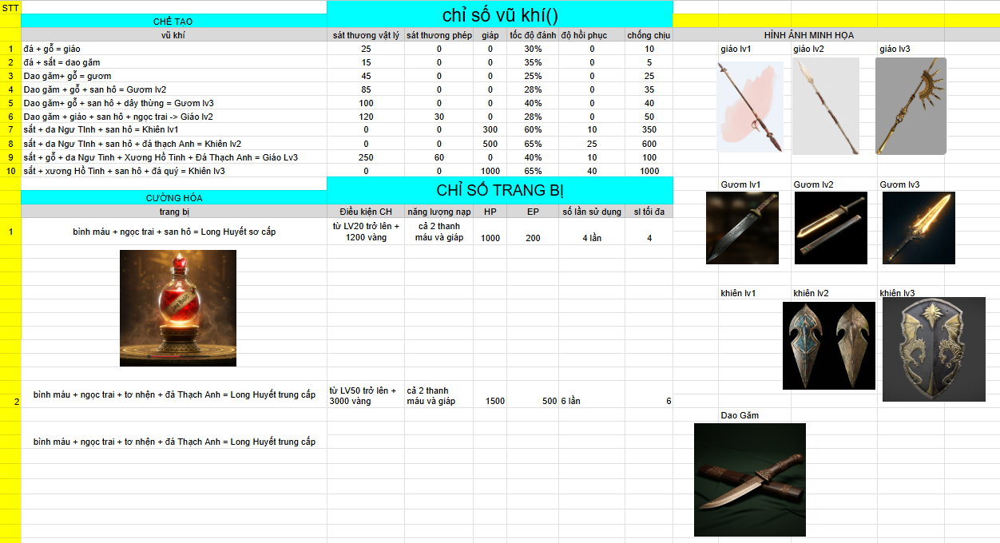 STT
CHẾ TẠO
chỉ số vũ khí()
vũ khí sát thương vật lý sát thương phép giáp tốc độ đánh độ hồi phục chống chịu HÌNH ẢNH MINH HỌA
1 đá + gỗ = giáo 25 0 0 30% 0 10 giáo lv1 giáo lv2 giáo lv3
2 đá + sắt = dao găm 15 0 0 35% 0 5
3 Dao găm+ gỗ = gươm 45 0 0 25% 0 25
4 Dao găm + gỗ + san hô = Gươm lv2 85 0 0 28% 0 35
5 Dao găm+ gỗ + san hô + dây thừng = Gươm lv3 100 0 0 40% 0 40
6 Dao găm + giáo + san hô + ngọc trai -> Giáo lv2 120 30 0 28% 0 50
7 sắt + da Ngư TInh + san hô = Khiên lv1 0 0 300 60% 10 350
8 sắt + da Ngư TInh + san hô + đá thạch Anh = Khiên lv2 0 0 500 65% 25 600
9 sắt + gỗ + da Ngư Tinh + Xương Hồ Tinh + Đá Thạch Anh = Giáo Lv3 250 60 0 40% 10 100
10 sắt + xương Hồ Tinh + san hô + đá quý = Khiên lv3 0 0 1000 65% 40 1000
CƯỜNG HÓA
CHỈ SỐ TRANG BỊ
Gươm lv1 Gươm lv2 Gươm lv3
trang bị Điều kiện CH năng lượng nạp HP EP số lần sử dụng sl tối đa
1 bình máu + ngọc trai + san hô = Long Huyết sơ cấp từ LV20 trở lên +
1200 vàng cả 2 thanh
máu và giáp 1000 200 4 lần 4
Long Huyết
khiên lv1 khiên lv2 khiên lv3
2 bình máu + ngọc trai + tơ nhện + đá Thạch Anh = Long Huyết trung cấp từ LV50 trở lên +
3000 vàng cả 2 thanh
máu và giáp 1500 500 6 lần 6
Dao Găm
bình máu + ngọc trai + tơ nhện + đá Thạch Anh = Long Huyết trung cấp